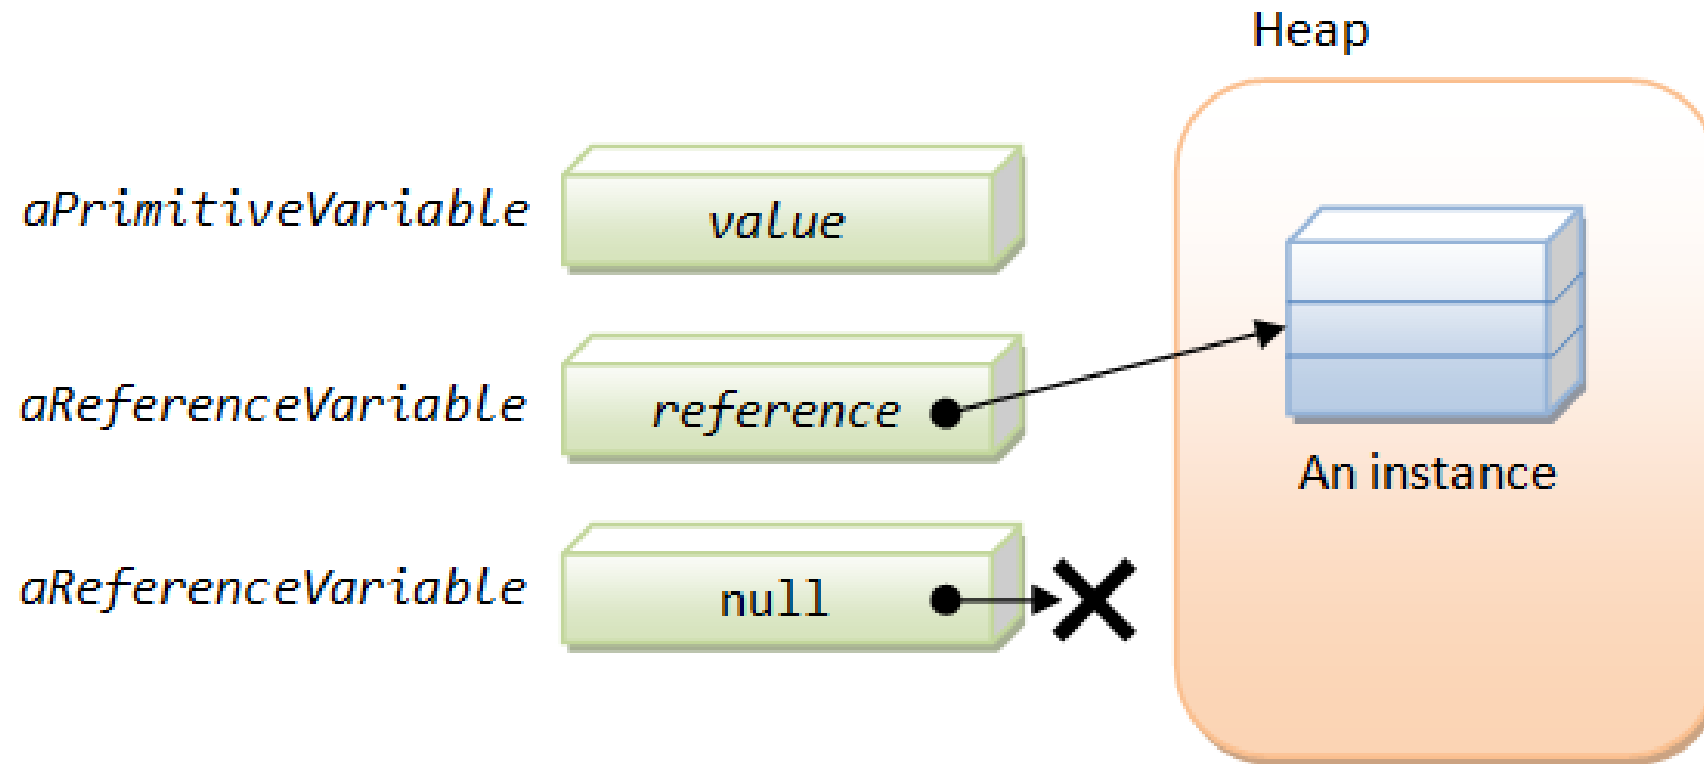 Heap
aPrimitiveVariable
value
aReferenceVariable
reference
An instance
aReferenceVariable
null